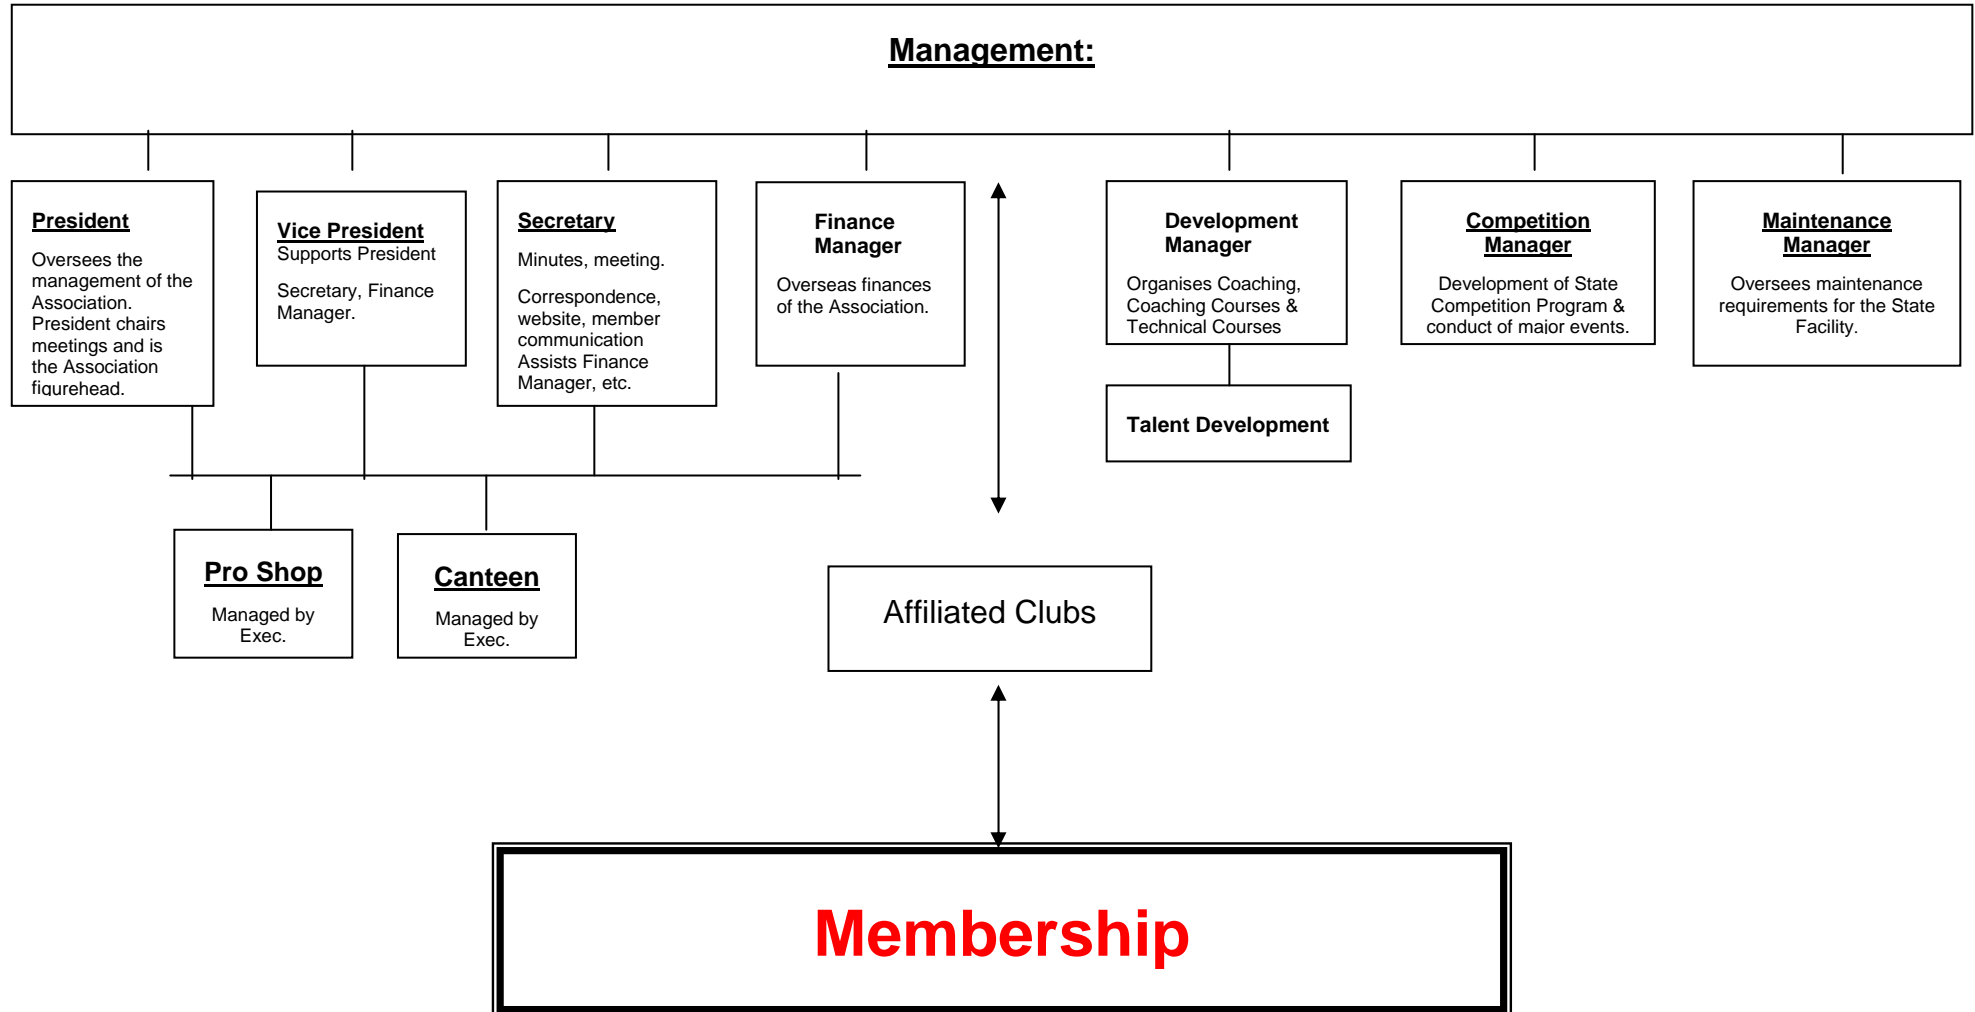 Management:
President
Oversees the
management of the
Association.
President chairs
meetings and is
the Association
figurehead.
Vice President
Supports President
Secretary, Finance
Manager.
Secretary
Minutes, meeting.
Correspondence,
website, member
communication
Assists Finance
Manager, etc.
Finance
Manager
Overseas finances
of the Association.
Development
Manager
Organises Coaching,
Coaching Courses &
Technical Courses
Competition
Manager
Development of State
Competition Program &
conduct of major events.
Maintenance
Manager
Oversees maintenance
requirements for the State
Facility.
Talent Development
Pro Shop
Managed by
Exec.
Canteen
Managed by
Exec.
Affiliated Clubs
Membership